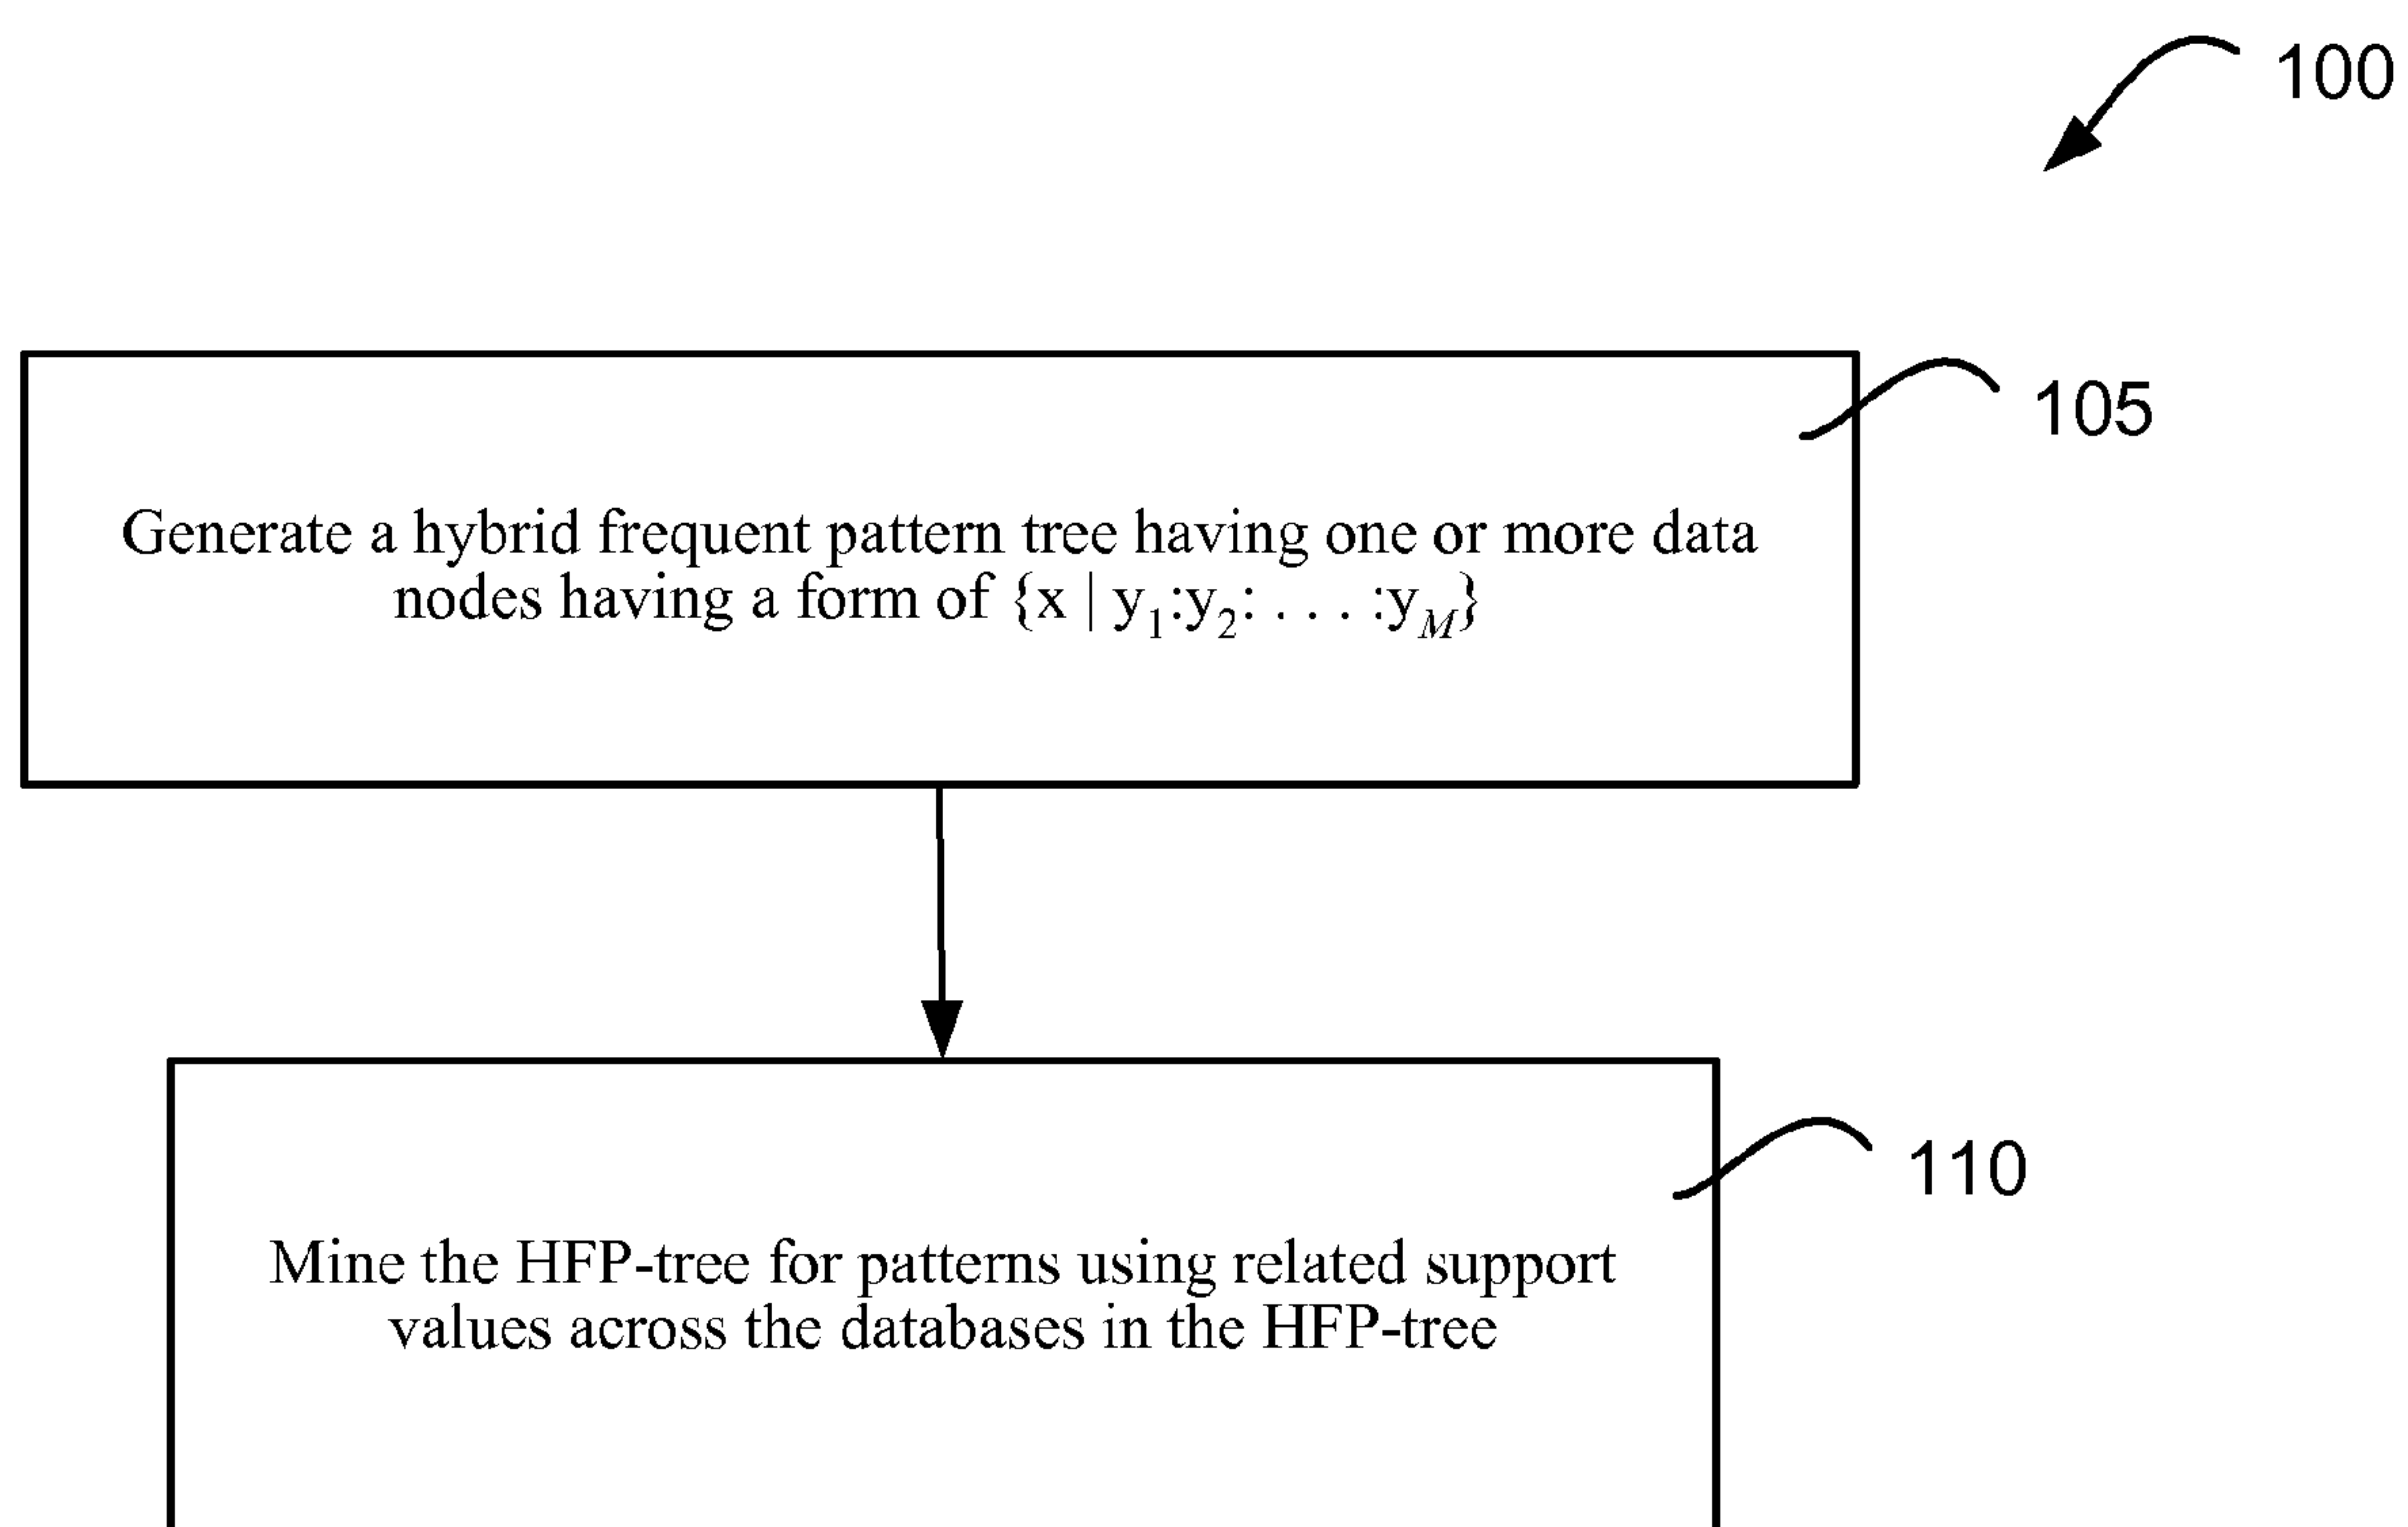 100
105
Generate a hybrid frequent pattern tree having one or more data
nodes having a form of {x | y₁:y₂: . . . :y_M}
110
Mine the HFP-tree for patterns using related support
values across the databases in the HFP-tree